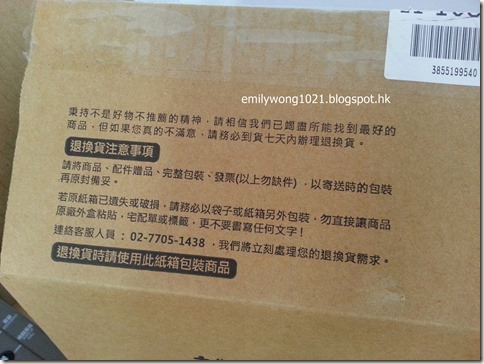 3855199540
emilywong1021.blogspot.hk
秉持不是好物不推薦的精神，請相信我們已竭盡所能找到最好的
商品，但如果您真的不滿意，請務必到貨七天內辦理退換貨。
退換貨注意事項
請將商品、配件贈品、完整包裝、發票(以上勿缺件)，以寄送時的包裝
再原封備妥。
若原紙箱已遺失或破損，請務必以袋子或紙箱另外包裝，勿直接讓商品
原廠外盒黏貼，宅配單或標籤，更不要書寫任何文字！
連絡客服人員：02-7705-1438，我們將立刻處理您的退換貨需求。
退換貨時請使用此紙箱包裝商品